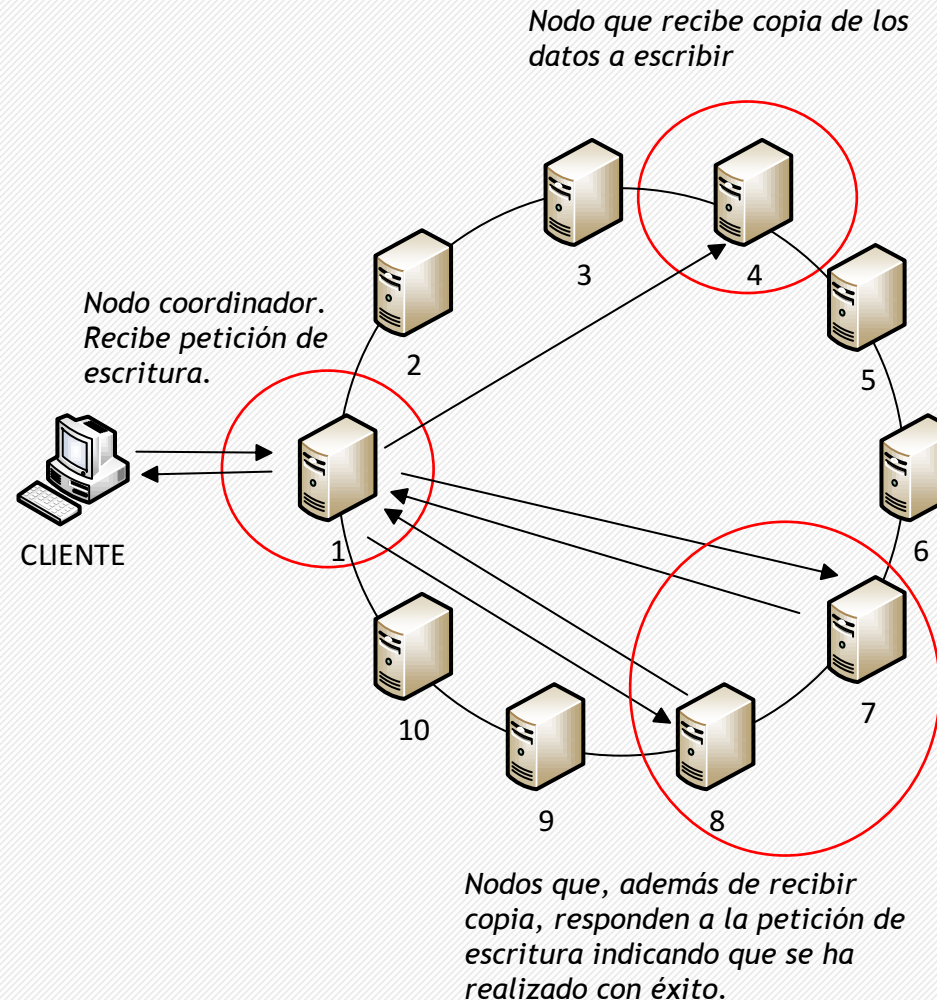 Nodo que recibe copia de los
datos a escribir
3
4
Nodo coordinador.
Recibe petición de
escritura.
2
5
CLIENTE
1
6
10
7
9
8
Nodos que, además de recibir
copia, responden a la petición de
escritura indicando que se ha
realizado con éxito.